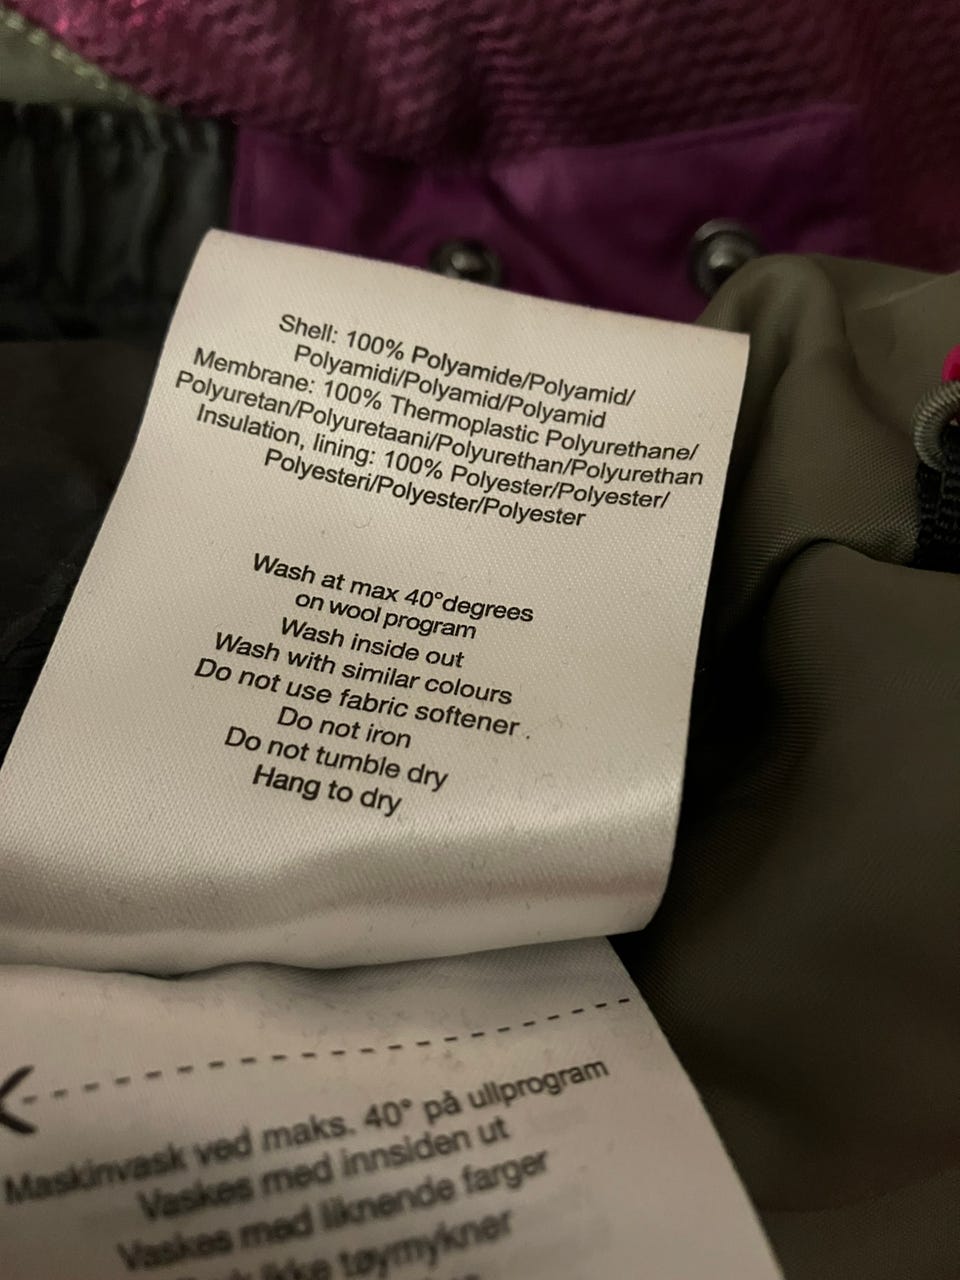 Shell: 100% Polyamide/Polyamid/
Polyamidi/Polyamid/Polyamid
Membrane: 100% Thermoplastic Polyurethane/
Polyuretan/Polyuretaani/Polyurethan/Polyurethan
Insulation, lining: 100% Polyester/Polyester/
Polyesteri/Polyester/Polyester
Wash at max 40°degrees
on wool program
Wash inside out
Wash with similar colours
Do not use fabric softener.
Do not iron
Do not tumble dry
Hang to dry
Maskinvask ved maks. 40° på ullprogram
Vaskes med innsiden ut
Vaskes med liknende farger
ikke tøymykner